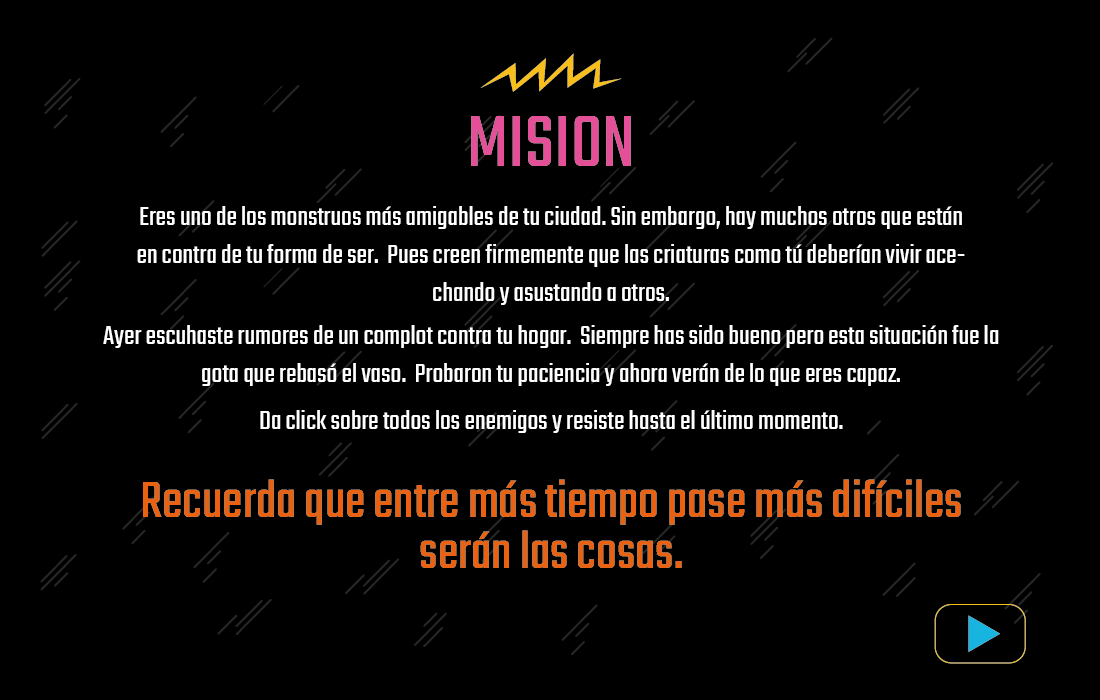 MISION
Eres uno de los monstruos más amigables de tu ciudad. Sin embargo, hay muchos otros que están
en contra de tu forma de ser.  Pues creen firmemente que las criaturas como tú deberían vivir ace-
chando y asustando a otros.
Ayer escuhaste rumores de un complot contra tu hogar.  Siempre has sido bueno pero esta situación fue la
gota que rebasó el vaso.  Probaron tu paciencia y ahora verán de lo que eres capaz.
Da click sobre todos los enemigos y resiste hasta el último momento.
Recuerda que entre más tiempo pase más difíciles
serán las cosas.